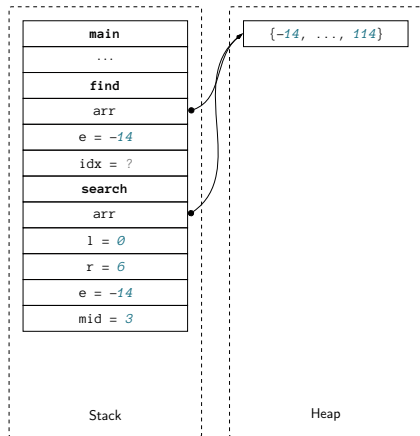 main
...
find
arr
e = -14
idx = ?
search
arr
l = 0
r = 6
e = -14
mid = 3
Stack
{-14, ..., 114}
Heap